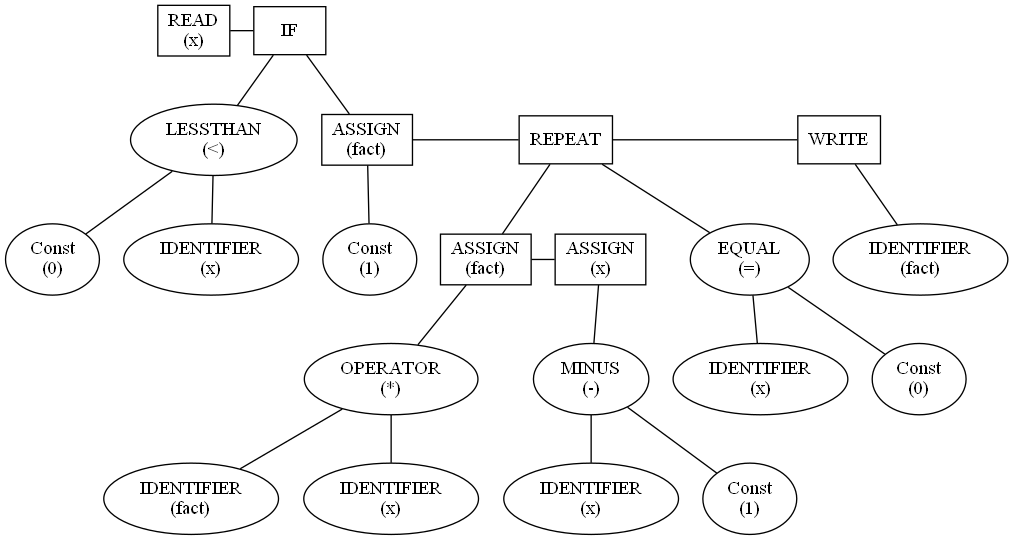 READ
(x)
IF
LESSTHAN
(<)
ASSIGN
(fact)
REPEAT
WRITE
Const
(0)
IDENTIFIER
(x)
Const
(1)
ASSIGN
(fact)
ASSIGN
(x)
EQUAL
(=)
IDENTIFIER
(fact)
OPERATOR
(*)
MINUS
(-)
IDENTIFIER
(x)
Const
(0)
IDENTIFIER
(fact)
IDENTIFIER
(x)
IDENTIFIER
(x)
Const
(1)